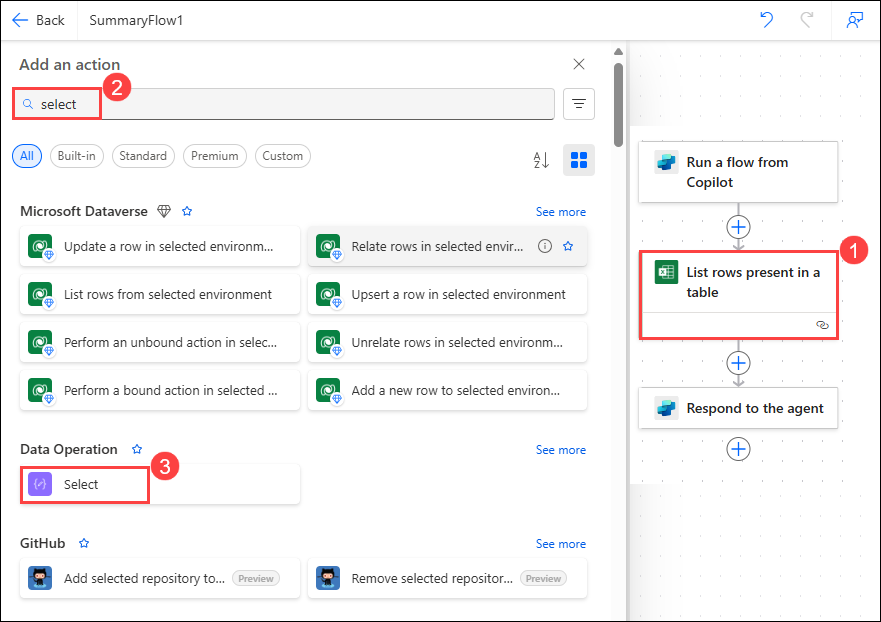 Back
SummaryFlow1
Add an action
2
select
All
Built-in
Standard
Premium
Custom
A
Z
Microsoft Dataverse
See more
Update a row in selected environm...
Relate rows in selected envir...
List rows from selected environment
Upsert a row in selected environment
Perform an unbound action in selec...
Unrelate rows in selected environm...
Perform a bound action in selected ...
Add a new row to selected environ...
Data Operation
See more
3
Select
GitHub
See more
Add selected repository to...
Preview
Remove selected repositor...
Preview
Run a flow from
Copilot
1
List rows present in a
table
Respond to the agent